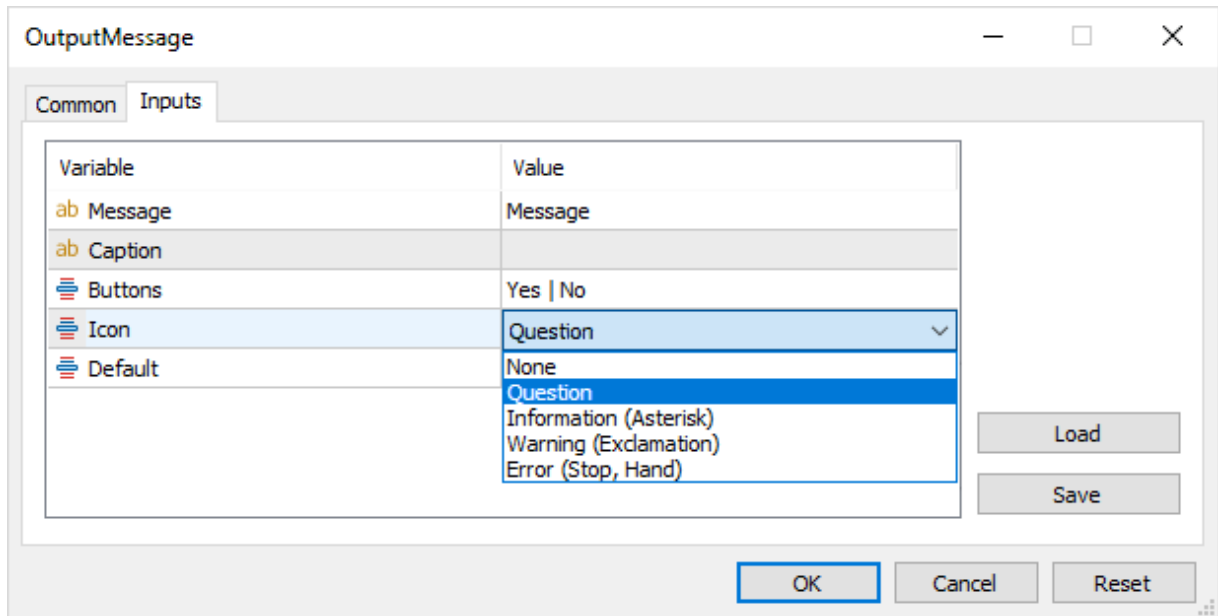 OutputMessage
Common Inputs
Variable Value
ab Message Message
ab Caption
Buttons Yes | No
Icon Question
Default None
Question
Information (Asterisk)
Warning (Exclamation)
Error (Stop, Hand)
Load
Save
OK Cancel Reset